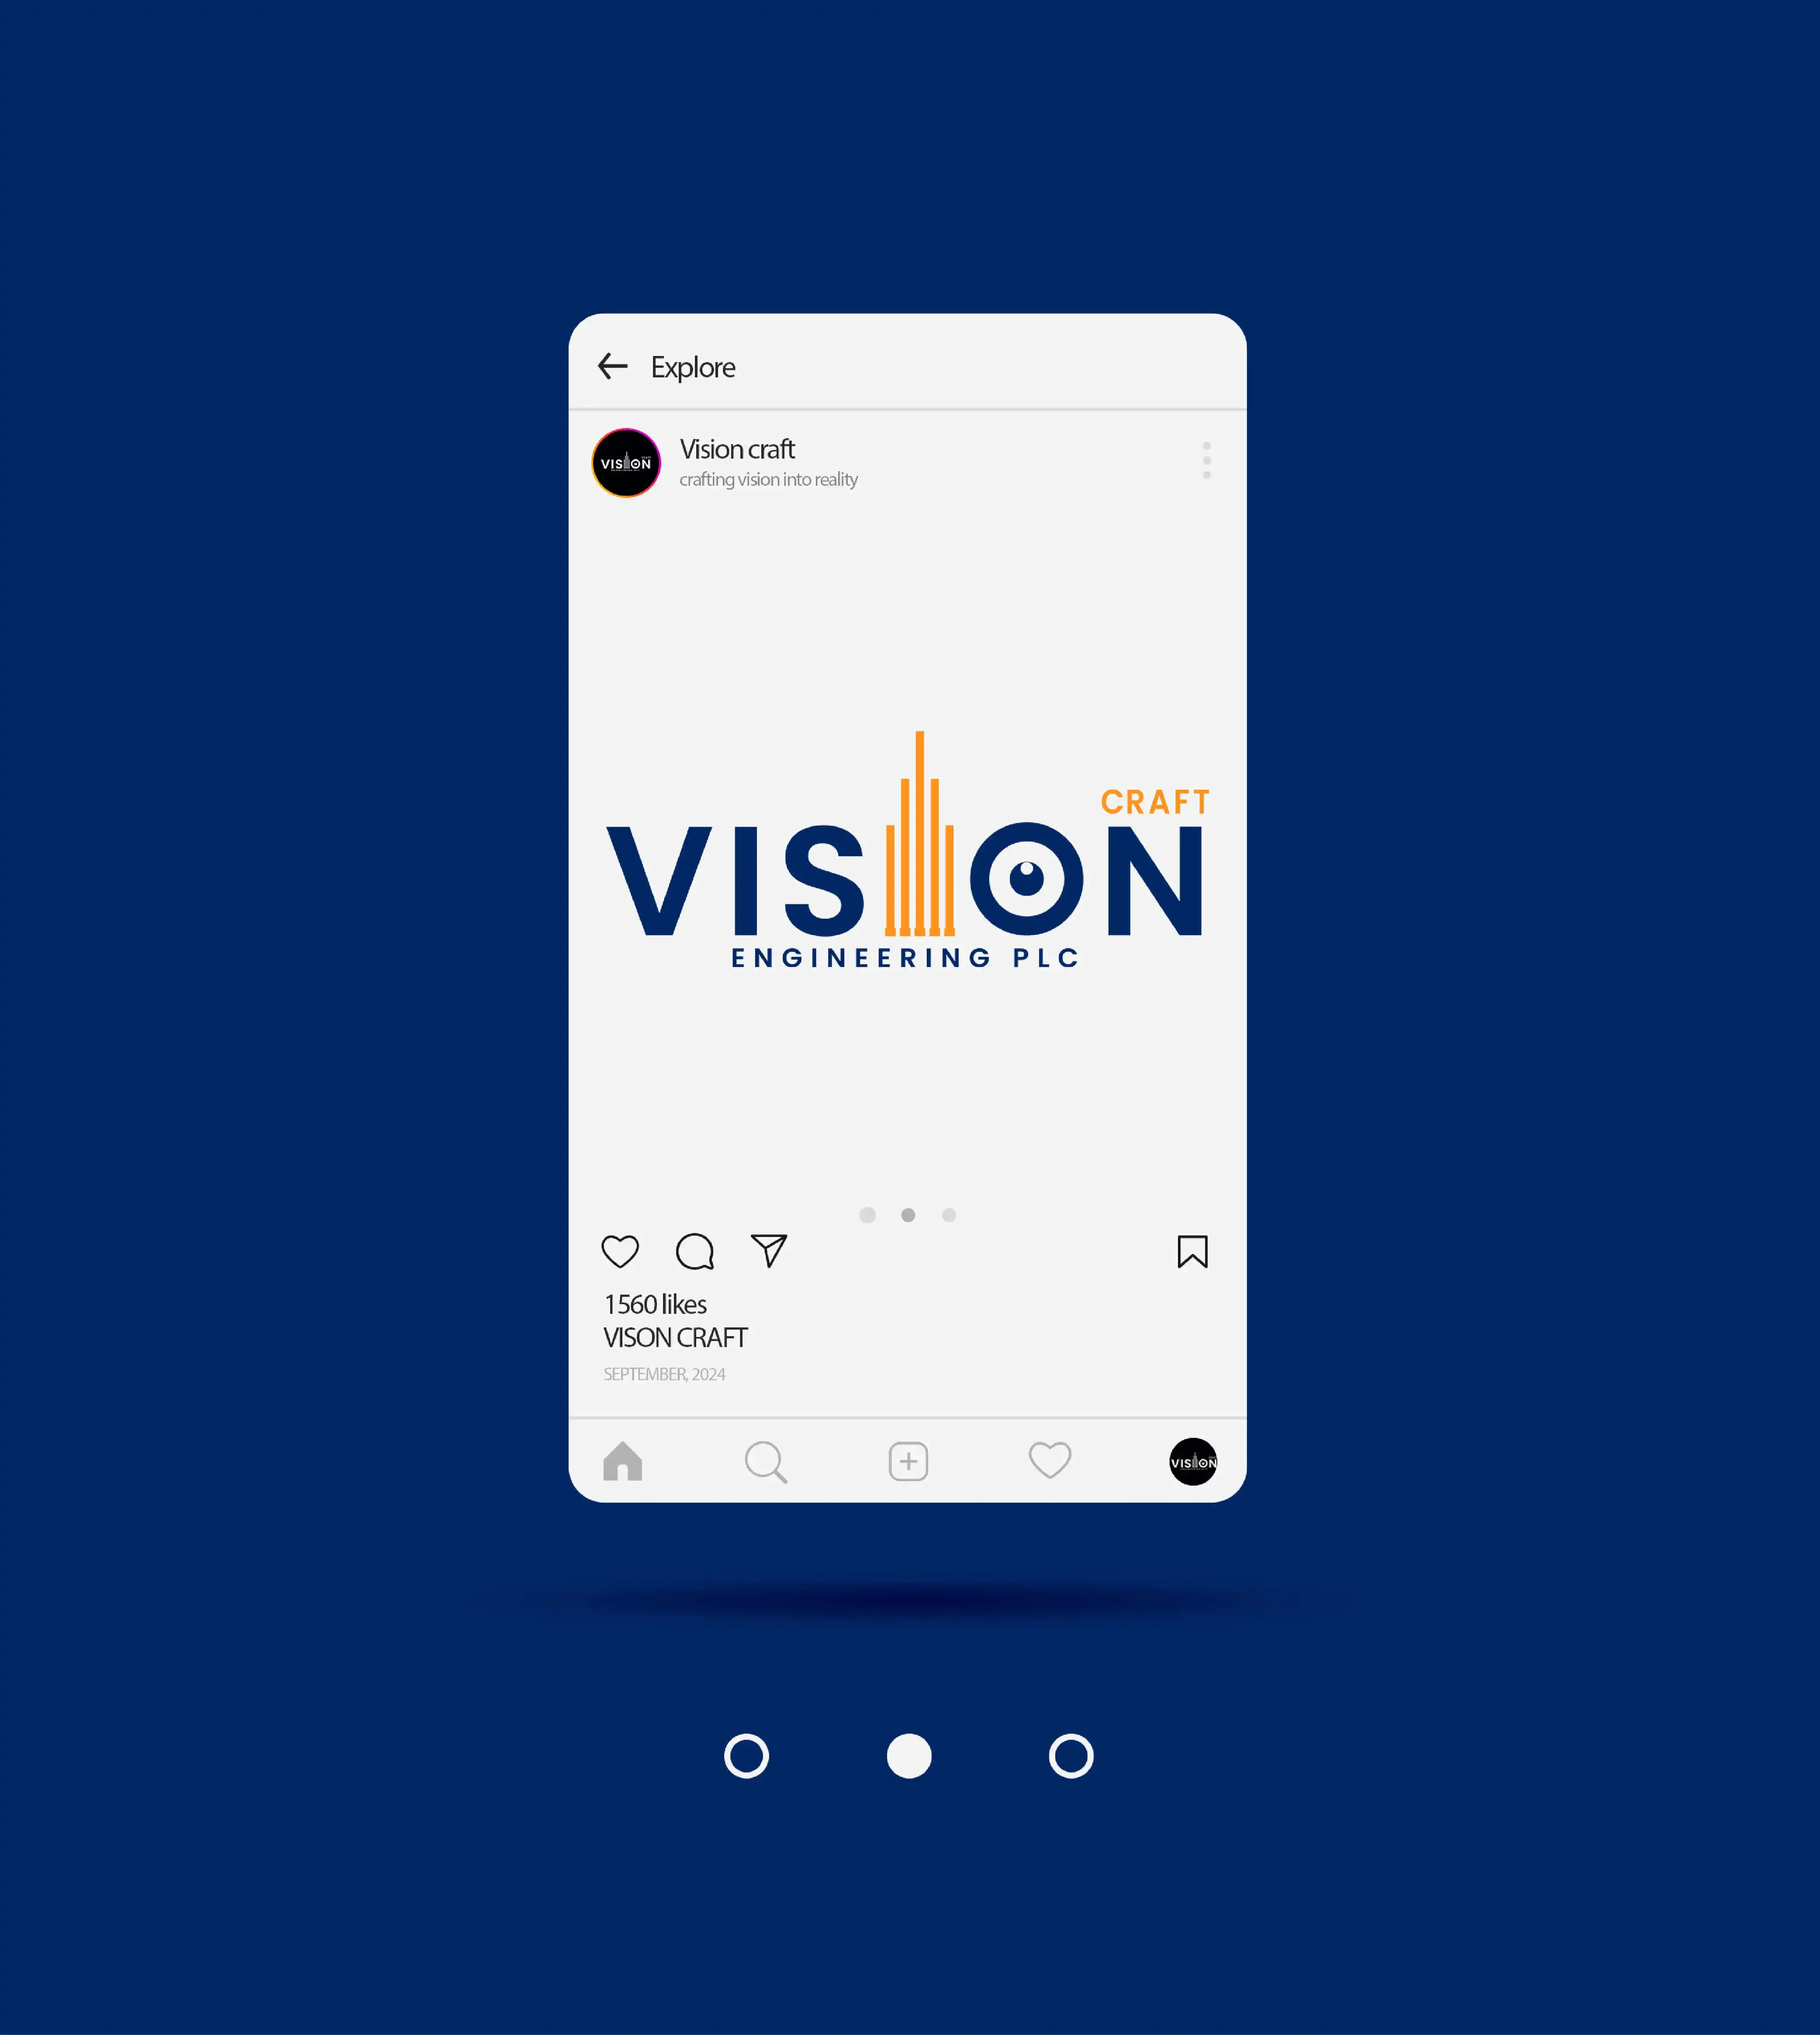 Explore
VISION
Vision craft
crafting vision into reality
CRAFT
VISION
ENGINEERING PLC
1560 likes
VISON CRAFT
SEPTEMBER, 2024
VISION